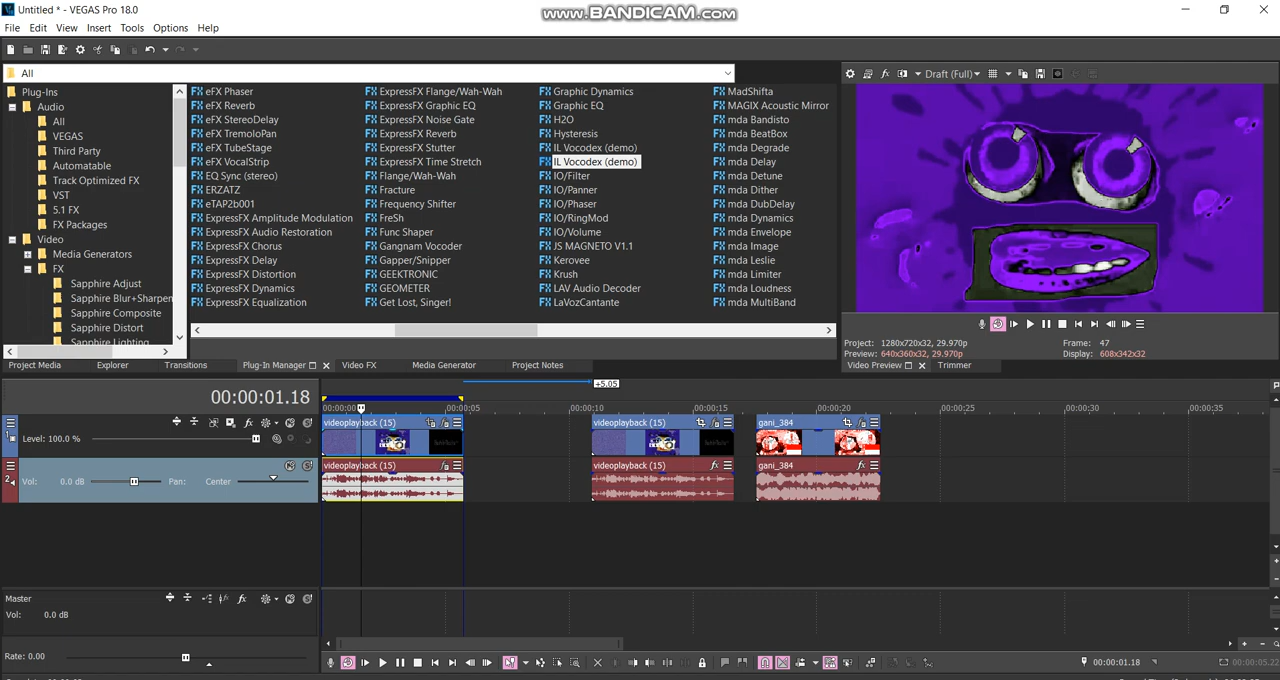 Untitled * - VEGAS Pro 18.0
www.BANDICAM.com
File Edit View Insert Tools Options Help
All
Draft (Full)
Plug-Ins
Audio
All
VEGAS
Third Party
Automatable
Track Optimized FX
VST
5.1 FX
FX Packages
Video
Media Generators
FX
Sapphire Adjust
Sapphire Blur+Sharpen
Sapphire Composite
Sapphire Distort
Sapphire Lighting
eFX Phaser
eFX Reverb
eFX StereoDelay
eFX TremoloPan
eFX TubeStage
eFX VocalStrip
EQ Sync (stereo)
ERZATZ
eTAP2b001
ExpressFX Amplitude Modulation
ExpressFX Audio Restoration
ExpressFX Chorus
ExpressFX Delay
ExpressFX Distortion
ExpressFX Dynamics
ExpressFX Equalization
ExpressFX Flange/Wah-Wah
ExpressFX Graphic EQ
ExpressFX Noise Gate
ExpressFX Reverb
ExpressFX Stutter
ExpressFX Time Stretch
Flange/Wah-Wah
Fracture
Frequency Shifter
FreSh
Func Shaper
Gangnam Vocoder
Gapper/Snipper
GEEKTRONIC
GEOMETER
Get Lost, Singer!
Graphic Dynamics
Graphic EQ
H2O
Hysteresis
IL Vocodex (demo)
IL Vocodex (demo)
IO/Filter
IO/Panner
IO/Phaser
IO/RingMod
IO/Volume
JS MAGNETO V1.1
Kerovee
Krush
LAV Audio Decoder
LaVozCantante
MadShifta
MAGIX Acoustic Mirror
mda Bandisto
mda BeatBox
mda Degrade
mda Delay
mda Detune
mda Dither
mda DubDelay
mda Dynamics
mda Envelope
mda Image
mda Leslie
mda Limiter
mda Loudness
mda MultiBand
Project: 1280x720x32, 29.970p Frame: 47
Preview: 640x360x32, 29.970p Display: 608x342x32
Project Media Explorer Transitions Plug-In Manager Video FX Media Generator Project Notes
Video Preview Trimmer
+5.05
00:00:01.18
00:00:00 00:00:05 00:00:10 00:00:15 00:00:20 00:00:25 00:00:30 00:00:35
Level: 100.0 %
videoplayback (15) videoplayback (15) gani_384
videoplayback (15) videoplayback (15) gani_384
2
Vol: 0.0 dB Pan: Center
Master
Vol: 0.0 dB
Rate: 0.00
00:00:01.18
00:00:05.22